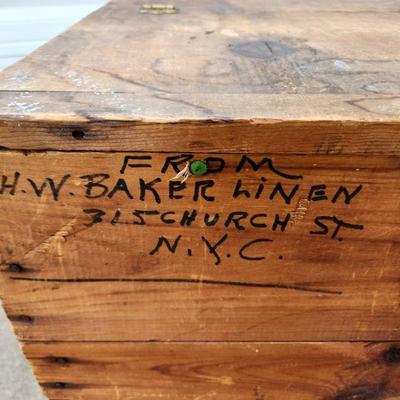 FROM
H.W. BAKER LINEN
315 CHURCH ST.
N.Y.C.